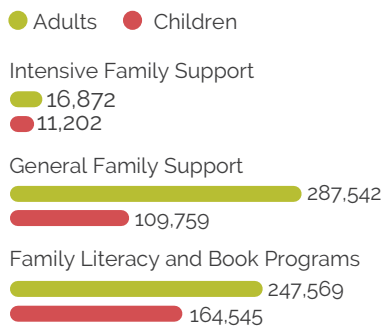 Adults Children
Intensive Family Support
16,872
11,202
General Family Support
287,542
109,759
Family Literacy and Book Programs
247,569
164,545